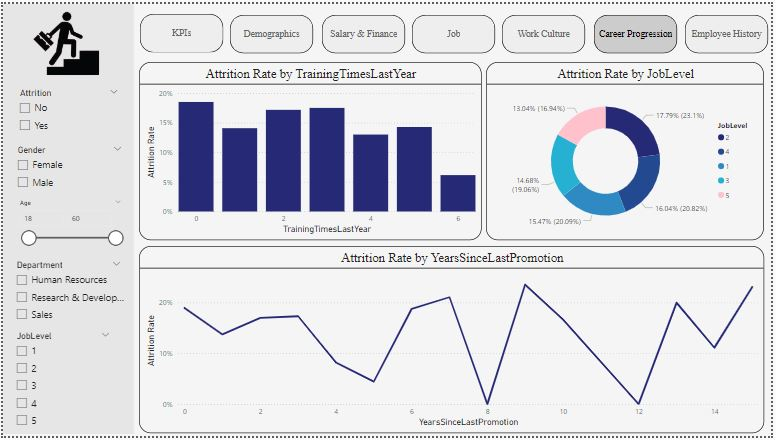 KPIs
Demographics
Salary & Finance
Job
Work Culture
Career Progression
Employee History
Attrition
No
Yes
Gender
Female
Male
Age
18
60
Department
Human Resources
Research & Develop...
Sales
JobLevel
1
2
3
4
5
Attrition Rate by TrainingTimesLastYear
Attrition Rate
20%
15%
10%
5%
0%
0
2
4
6
TrainingTimesLastYear
Attrition Rate by JobLevel
13.04% (16.94%)
17.79% (23.1%)
14.68%
(19.06%)
15.47% (20.09%)
16.04% (20.82%)
JobLevel
2
4
1
3
5
Attrition Rate by YearsSinceLastPromotion
Attrition Rate
20%
10%
0%
0
2
4
6
8
10
12
14
YearsSinceLastPromotion